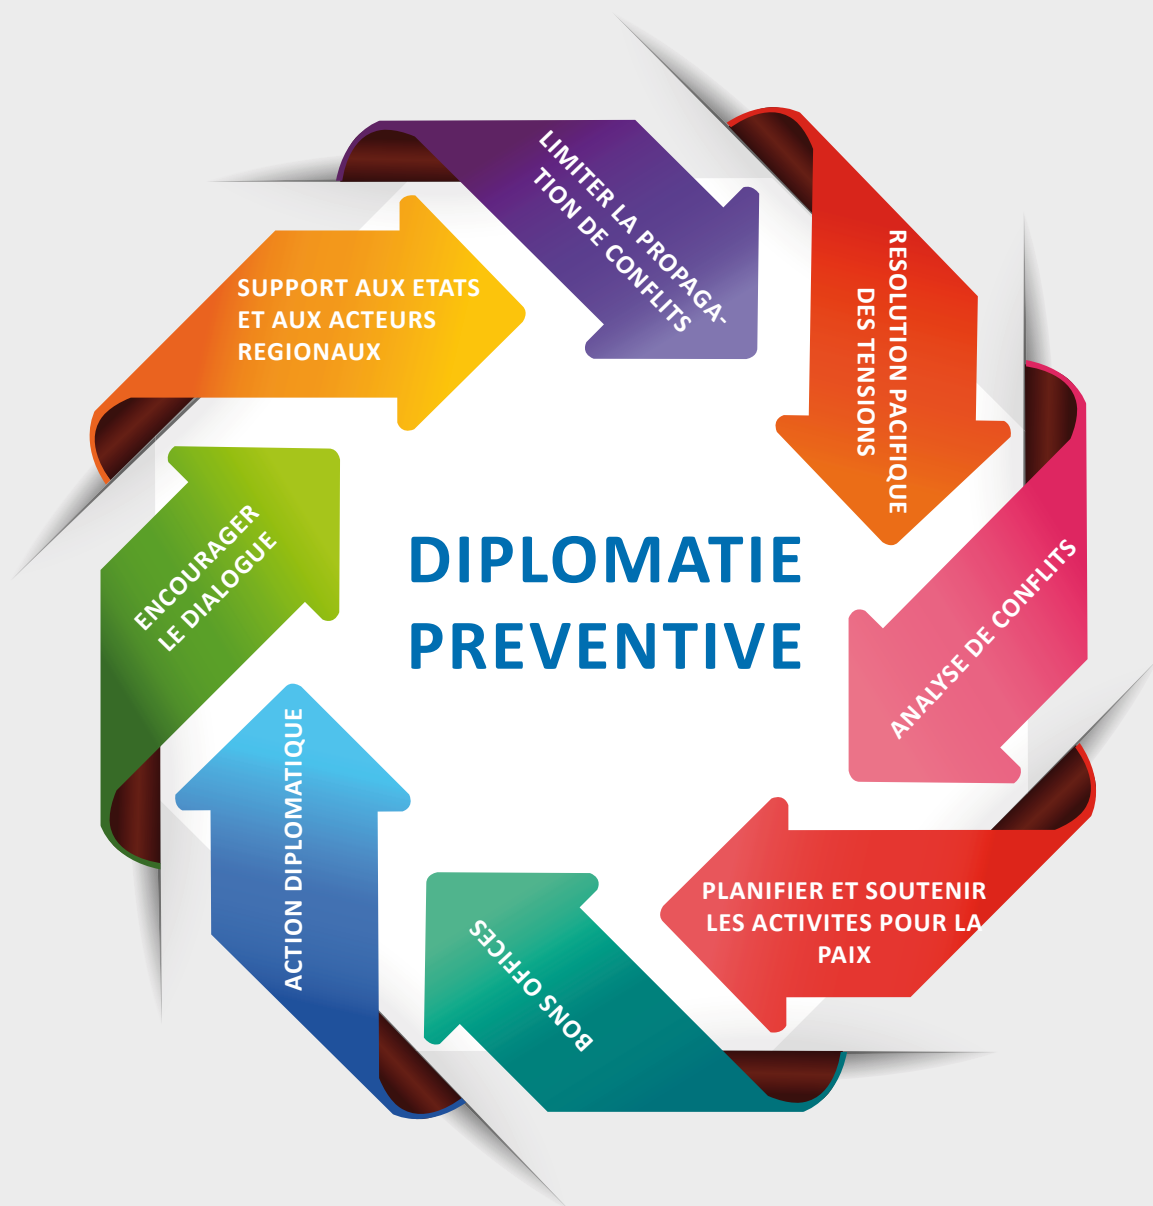 LIMITER LA PROPAGA-
TION DE CONFLITS
RESOLUTION PACIFIQUE
DES TENSIONS
ANALYSE DE CONFLITS
PLANIFIER ET SOUTENIR
LES ACTIVITES POUR LA
PAIX
BONS OFFICES
ACTION DIPLOMATIQUE
ENCOURAGER
LE DIALOGUE
SUPPORT AUX ETATS
ET AUX ACTEURS
REGIONAUX
DIPLOMATIE
PREVENTIVE